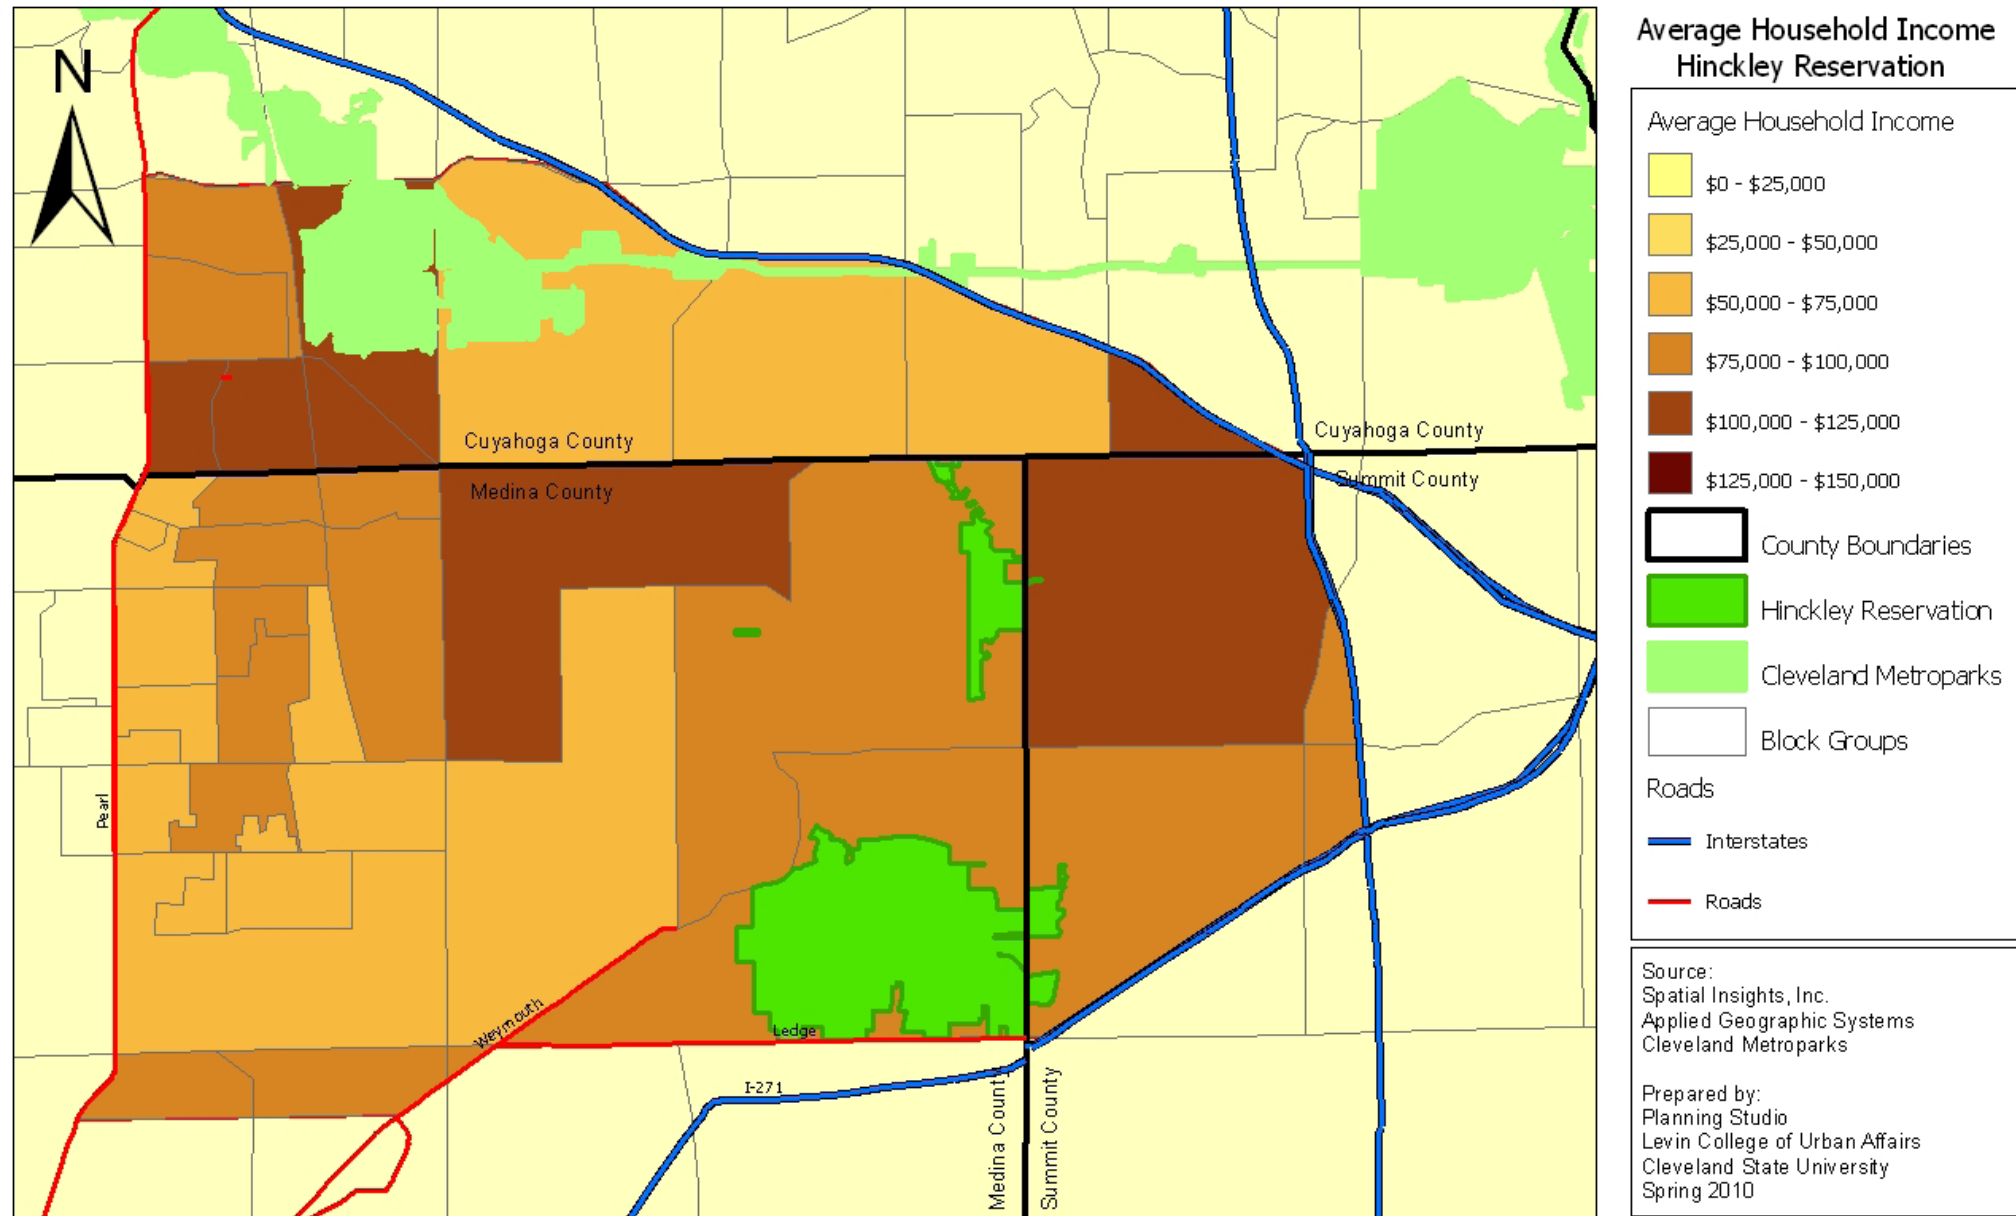 Average Household Income
Hinckley Reservation
N
Cuyahoga County
Cuyahoga County
Medina County
Summit County
Pearl
Weymouth
Ledge
I-271
Medina County
Summit County
Average Household Income
$0 - $25,000
$25,000 - $50,000
$50,000 - $75,000
$75,000 - $100,000
$100,000 - $125,000
$125,000 - $150,000
County Boundaries
Hinckley Reservation
Cleveland Metroparks
Block Groups
Roads
Interstates
Roads
Source:
Spatial Insights, Inc.
Applied Geographic Systems
Cleveland Metroparks
Prepared by:
Planning Studio
Levin College of Urban Affairs
Cleveland State University
Spring 2010